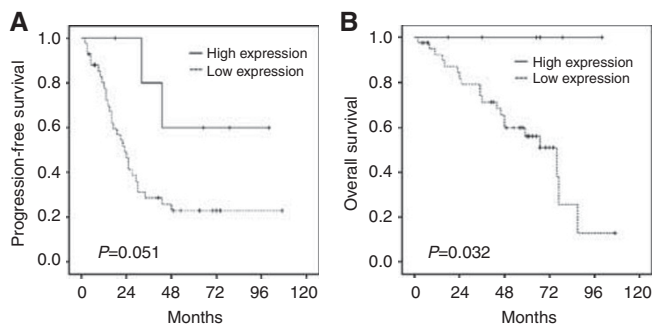 A
1.0
0.8
0.6
0.4
0.2
0.0
Progression-free survival
High expression
Low expression
P=0.051
0 24 48 72 96 120
Months
B
1.0
0.8
0.6
0.4
0.2
0.0
Overall survival
High expression
Low expression
P=0.032
0 24 48 72 96 120
Months